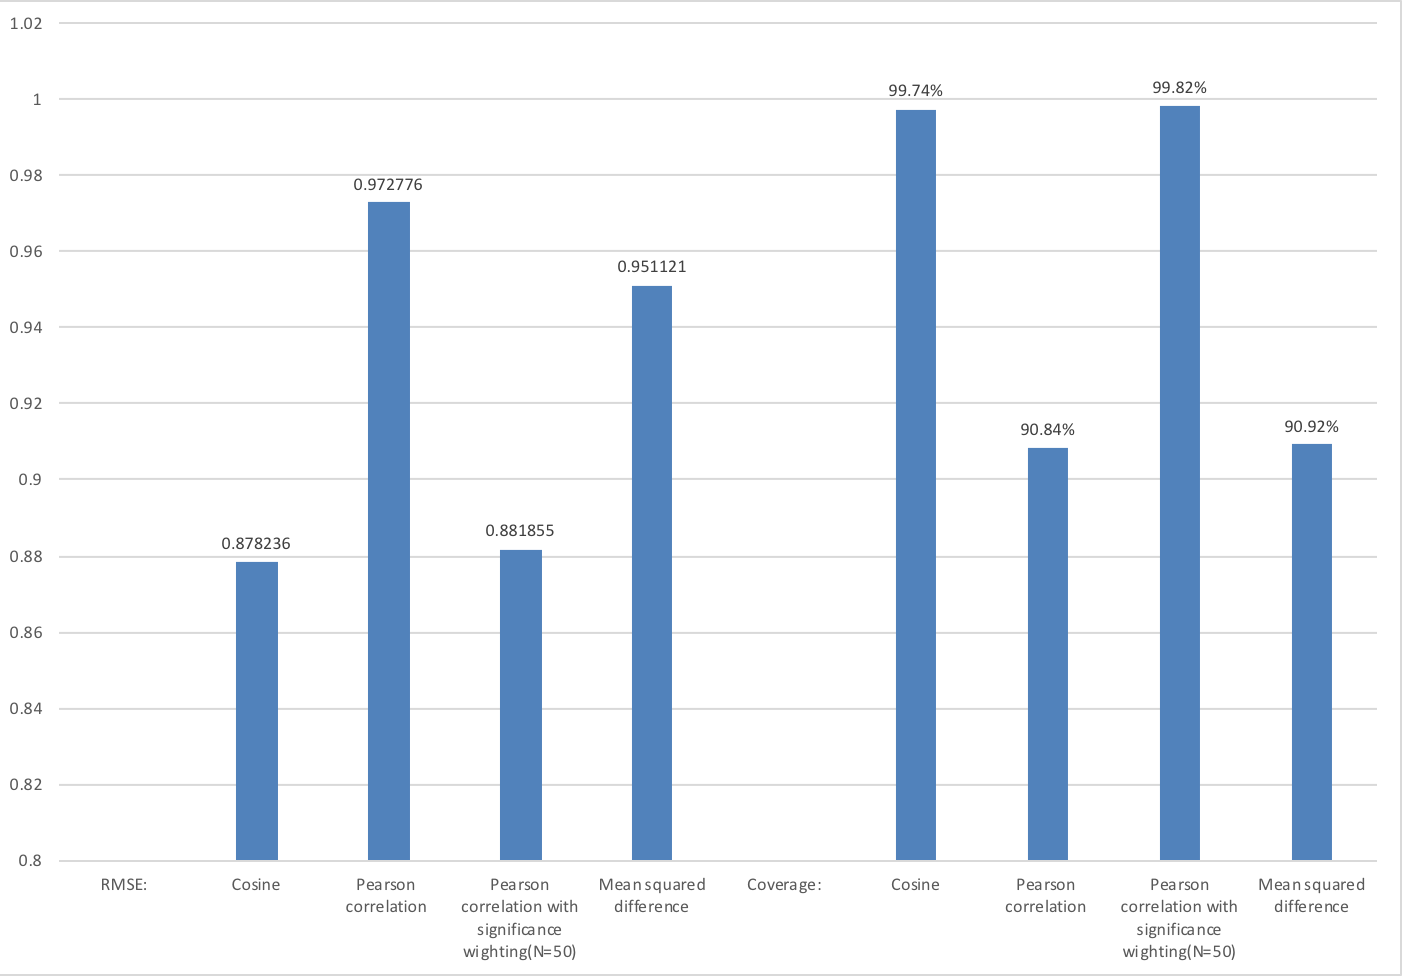 1.02
1
0.98
0.96
0.94
0.92
0.9
0.88
0.86
0.84
0.82
0.8
0.878236
0.972776
0.881855
0.951121
99.74%
90.84%
99.82%
90.92%
RMSE:
Cosine
Pearson
correlation
Pearson
correlation with
significance
wighting(N=50)
Mean squared
difference
Coverage:
Cosine
Pearson
correlation
Pearson
correlation with
significance
wighting(N=50)
Mean squared
difference